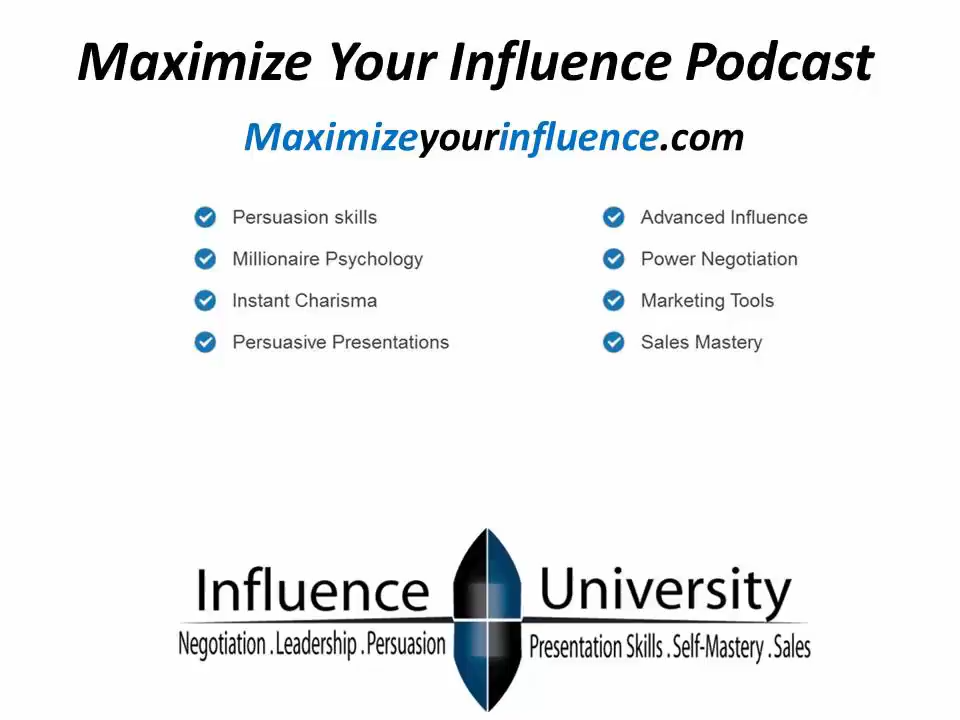 Maximize Your Influence Podcast
Maximizeyourinfluence.com
Persuasion skills
Millionaire Psychology
Instant Charisma
Persuasive Presentations
Advanced Influence
Power Negotiation
Marketing Tools
Sales Mastery
Influence University
Negotiation .Leadership .Persuasion Presentation Skills .Self-Mastery .Sales